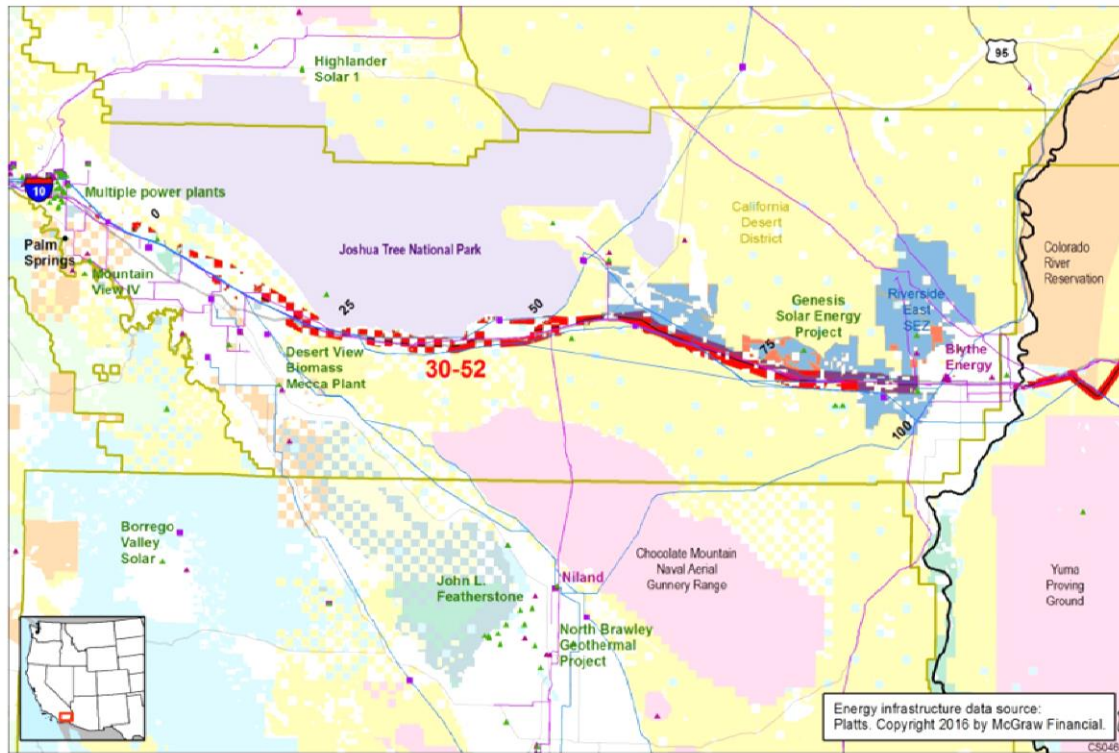 95
Highlander
Solar 1
10
Multiple power plants
0
California
Desert
District
Palm
Springs
Joshua Tree National Park
Colorado
River
Reservation
Mountain
View IV
25
50
Genesis
Solar Energy
Project
Riverside
East
SEZ
75
Desert View
Biomass
Mecca Plant
30-52
Blythe
Energy
100
Borrego
Valley
Solar
John L.
Featherstone
Niland
Chocolate Mountain
Naval Aerial
Gunnery Range
Yuma
Proving
Ground
North Brawley
Geothermal
Project
Energy infrastructure data source:
Platts. Copyright 2016 by McGraw Financial.